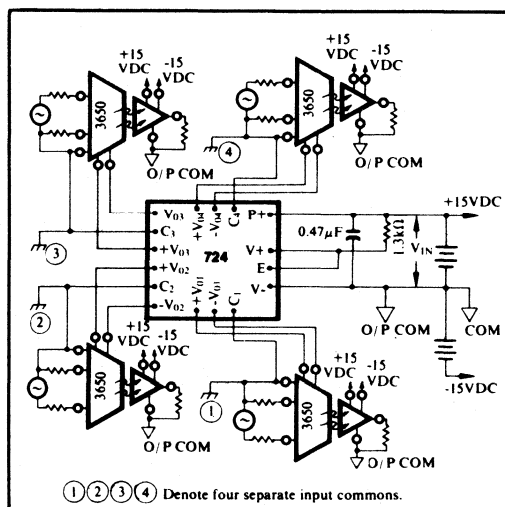 +15
VDC
-15
VDC
3650
O/P COM
+15
VDC
-15
VDC
3650
4
O/P COM
-V03
C3
+V03
+V02
C2
-V02
+V04
-V04
C4
724
+V01
-V01
C1
P+
V+
E
V-
0.47µF
1.3kΩ
VIN
+15VDC
O/P COM
COM
-15VDC
3
2
+15
VDC
-15
VDC
3650
O/P COM
1
+15
VDC
-15
VDC
3650
O/P COM
1 2 3 4 Denote four separate input commons.